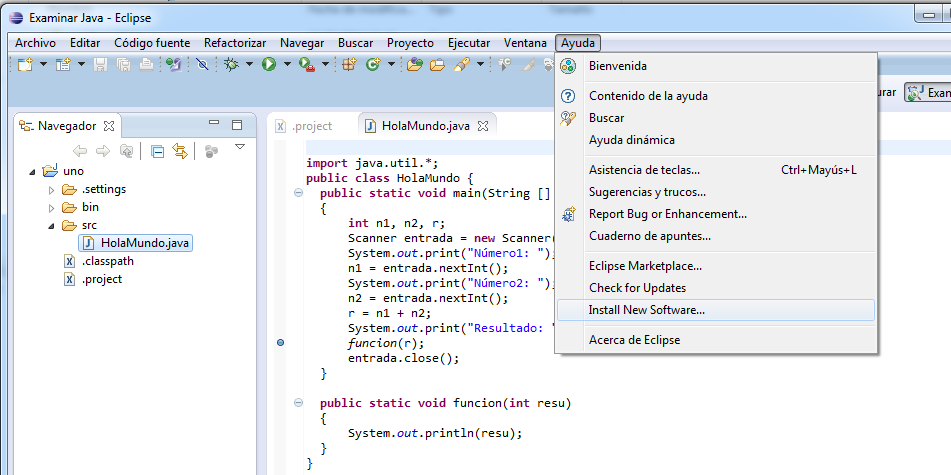 Examinar Java - Eclipse
Archivo Editar Código fuente Refactorizar Navegar Buscar Proyecto Ejecutar Ventana Ayuda
Navegador
uno
.settings
bin
src
HolaMundo.java
.classpath
.project
.project HolaMundo.java
import java.util.*;
public class HolaMundo {
public static void main(String []
{
int n1, n2, r;
Scanner entrada = new Scanner(
System.out.print("Número1: ");
n1 = entrada.nextInt();
System.out.print("Número2: ");
n2 = entrada.nextInt();
r = n1 + n2;
System.out.print("Resultado: "
funcion(r);
entrada.close();
}
public static void funcion(int resu)
{
System.out.println(resu);
}
}
Bienvenida
Contenido de la ayuda
Buscar
Ayuda dinámica
Asistencia de teclas... Ctrl+Mayús+L
Sugerencias y trucos...
Report Bug or Enhancement...
Cuaderno de apuntes...
Eclipse Marketplace...
Check for Updates
Install New Software...
Acerca de Eclipse
urar Exam